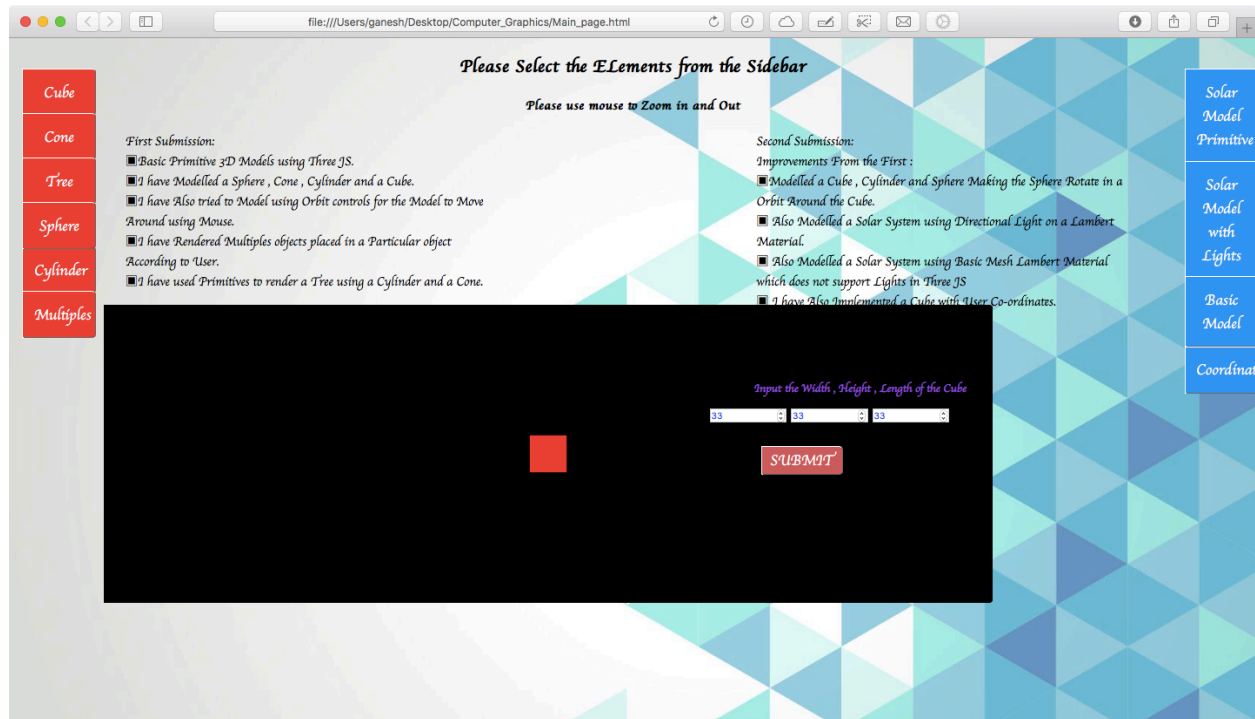 file:///Users/ganesh/Desktop/Computer_Graphics/Main_page.html
Please Select the ELements from the Sidebar
Please use mouse to Zoom in and Out
Cube
Cone
Tree
Sphere
Cylinder
Multiples
First Submission:
■Basic Primitive 3D Models using Three JS.
■I have Modelled a Sphere , Cone , Cylinder and a Cube.
■I have Also tried to Model using Orbit controls for the Model to Move
Around using Mouse.
■I have Rendered Multiples objects placed in a Particular object
According to User.
■I have used Primitives to render a Tree using a Cylinder and a Cone.
Second Submission:
Improvements From the First :
■Modelled a Cube , Cylinder and Sphere Making the Sphere Rotate in a
Orbit Around the Cube.
■ Also Modelled a Solar System using Directional Light on a Lambert
Material.
■ Also Modelled a Solar System using Basic Mesh Lambert Material
which does not support Lights in Three JS
■ I have Also Implemented a Cube with User Co-ordinates.
Solar
Model
Primitive
Solar
Model
with
Lights
Basic
Model
Coordinat
Input the Width , Height , Length of the Cube
33 33 33
SUBMIT